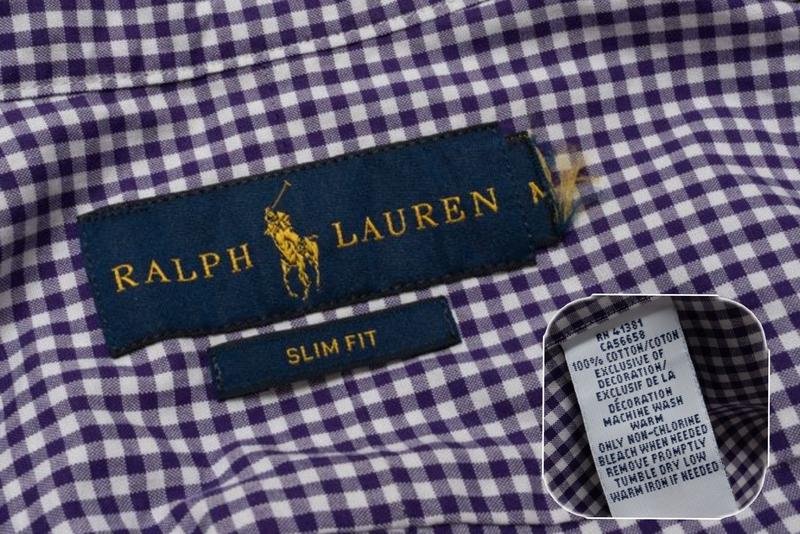 RALPH LAUREN M
SLIM FIT
RN 41381
CA56658
100% COTTON/COTON
EXCLUSIVE OF
DECORATION/
EXCLUSIF DE LA
DÉCORATION
MACHINE WASH
WARM
ONLY NON-CHLORINE
BLEACH WHEN NEEDED
REMOVE PROMPTLY
TUMBLE DRY LOW
WARM IRON IF NEEDED